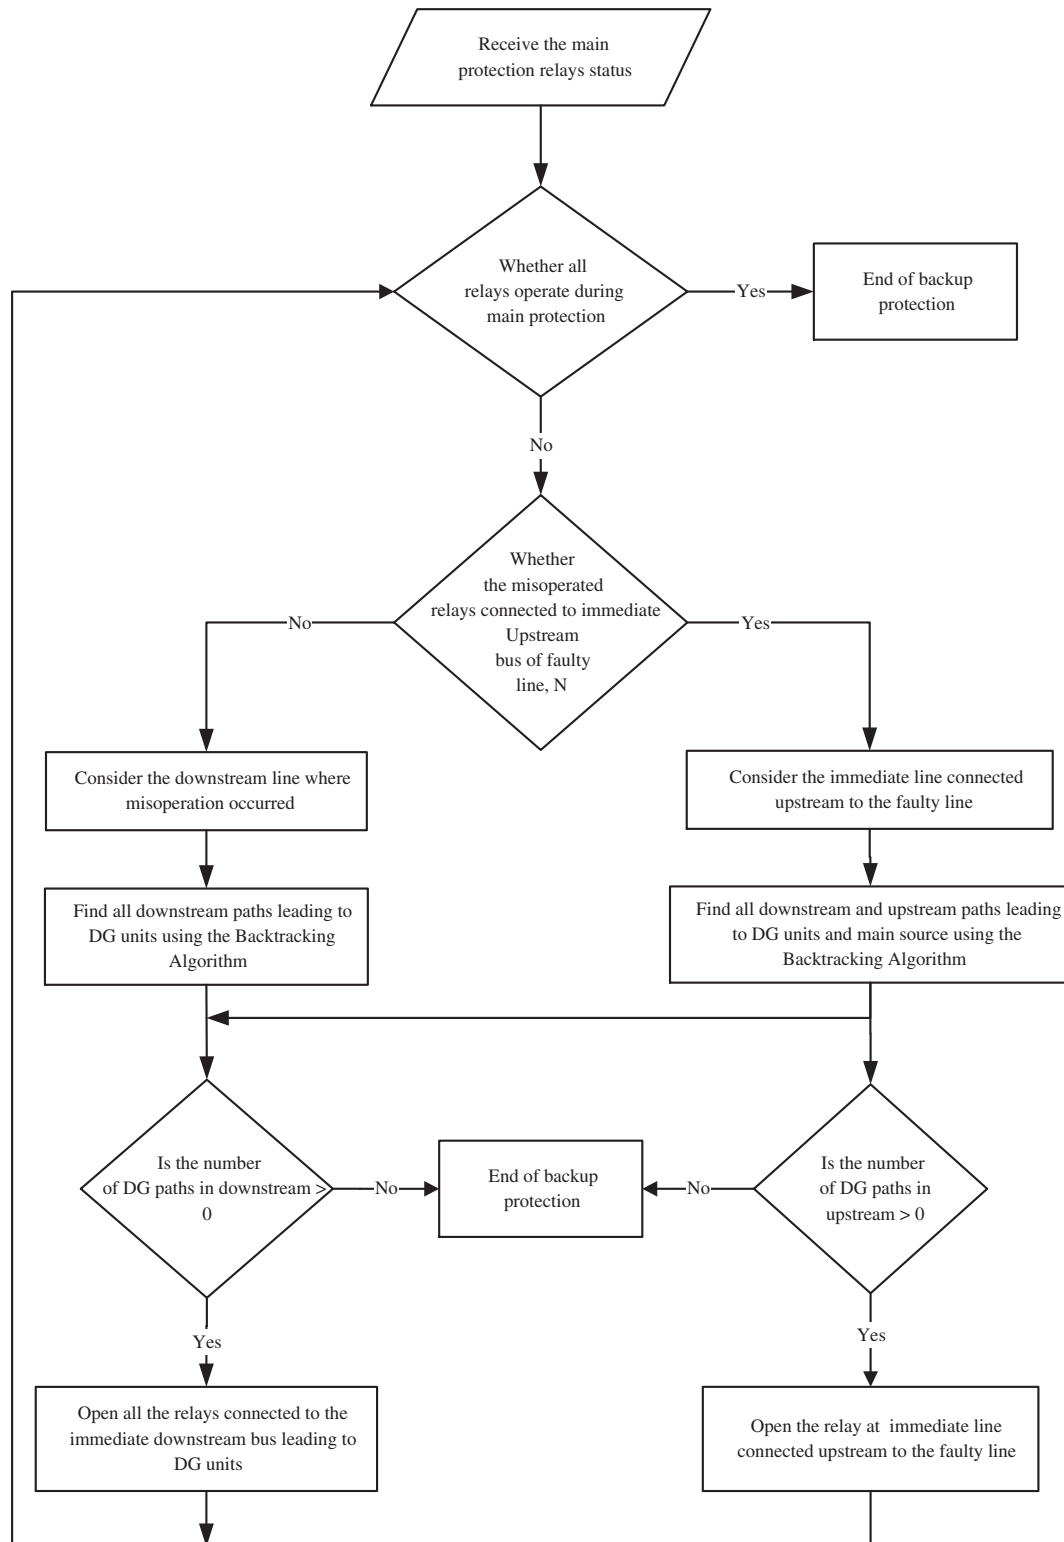 Receive the main
protection relays status
Whether all
relays operate during
main protection
Yes
End of backup
protection
No
Whether
the misoperated
relays connected to immediate
Upstream
bus of faulty
line, N
No
Yes
Consider the downstream line where
misoperation occurred
Consider the immediate line connected
upstream to the faulty line
Find all downstream paths leading to
DG units using the Backtracking
Algorithm
Find all downstream and upstream paths leading
to DG units and main source using the
Backtracking Algorithm
Is the number
of DG paths in downstream >
0
No
End of backup
protection
No
Is the number
of DG paths in
upstream > 0
Yes
Yes
Open all the relays connected to the
immediate downstream bus leading to
DG units
Open the relay at immediate line
connected upstream to the faulty line